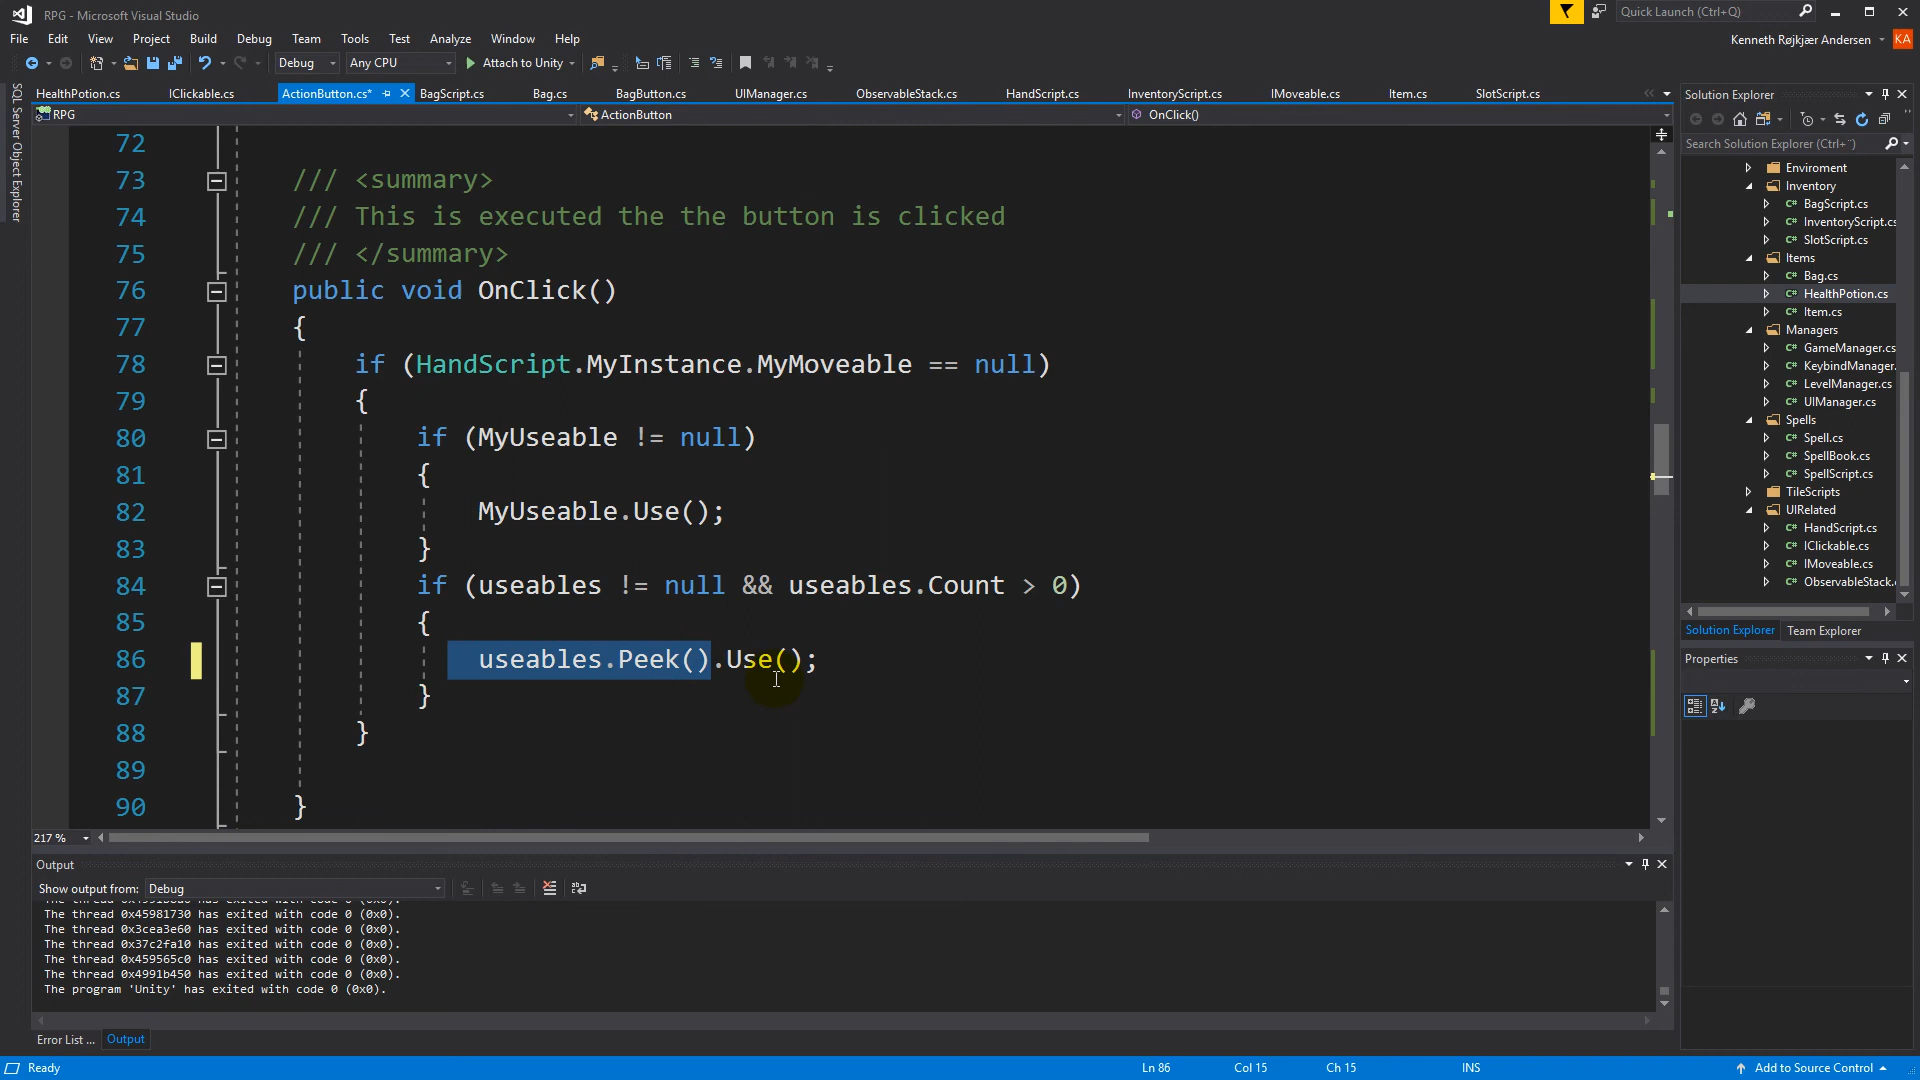 RPG - Microsoft Visual Studio
Quick Launch (Ctrl+Q)
File Edit View Project Build Debug Team Tools Test Analyze Window Help
Kenneth Røjkjær Andersen KA
Debug Any CPU Attach to Unity
HealthPotion.cs IClickable.cs ActionButton.cs* BagScript.cs Bag.cs BagButton.cs UIManager.cs ObservableStack.cs HandScript.cs InventoryScript.cs IMoveable.cs Item.cs SlotScript.cs
RPG ActionButton OnClick()
SQL Server Object Explorer
72
73 /// <summary>
74 /// This is executed the the button is clicked
75 /// </summary>
76 public void OnClick()
77 {
78 if (HandScript.MyInstance.MyMoveable == null)
79 {
80 if (MyUseable != null)
81 {
82 MyUseable.Use();
83 }
84 if (useables != null && useables.Count > 0)
85 {
86 useables.Peek().Use();
87 }
88 }
89
90 }
217 %
Output
Show output from: Debug
The thread 0x45981730 has exited with code 0 (0x0).
The thread 0x3cea3e60 has exited with code 0 (0x0).
The thread 0x37c2fa10 has exited with code 0 (0x0).
The thread 0x459565c0 has exited with code 0 (0x0).
The thread 0x4991b450 has exited with code 0 (0x0).
The program 'Unity' has exited with code 0 (0x0).
Error List ... Output
Ready Ln 86 Col 15 Ch 15 INS Add to Source Control
Solution Explorer
Search Solution Explorer (Ctrl+¨)
Enviroment
Inventory
C# BagScript.cs
C# InventoryScript.cs
C# SlotScript.cs
Items
C# Bag.cs
C# HealthPotion.cs
C# Item.cs
Managers
C# GameManager.cs
C# KeybindManager.
C# LevelManager.cs
C# UIManager.cs
Spells
C# Spell.cs
C# SpellBook.cs
C# SpellScript.cs
TileScripts
UIRelated
C# HandScript.cs
C# IClickable.cs
C# IMoveable.cs
C# ObservableStack.
Solution Explorer Team Explorer
Properties